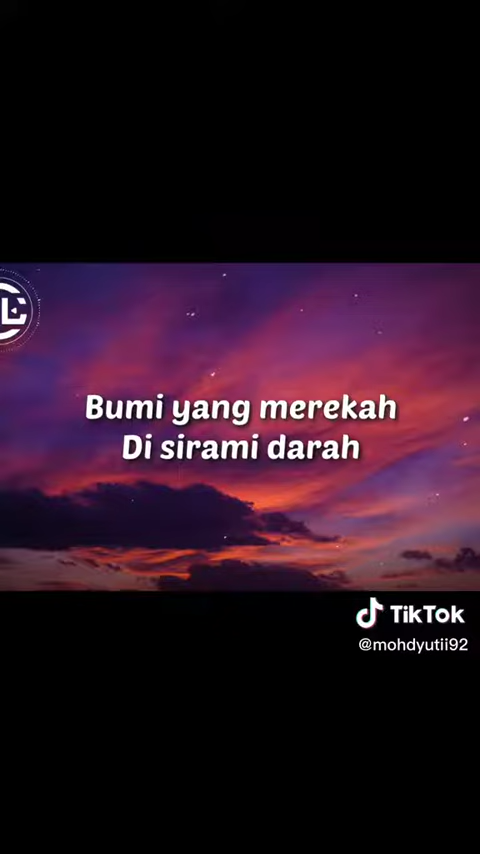 Bumi yang merekah
Di sirami darah
TikTok
@mohdyutii92